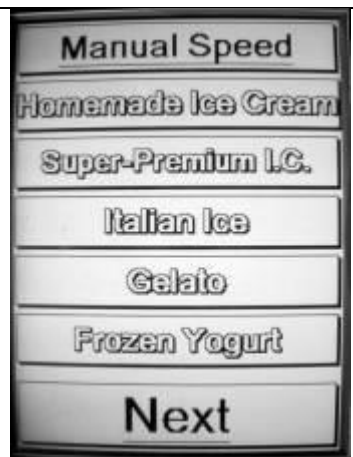 Manual Speed
Homemade Ice Cream
Super-Premium I.C.
Italian Ice
Gelato
Frozen Yogurt
Next